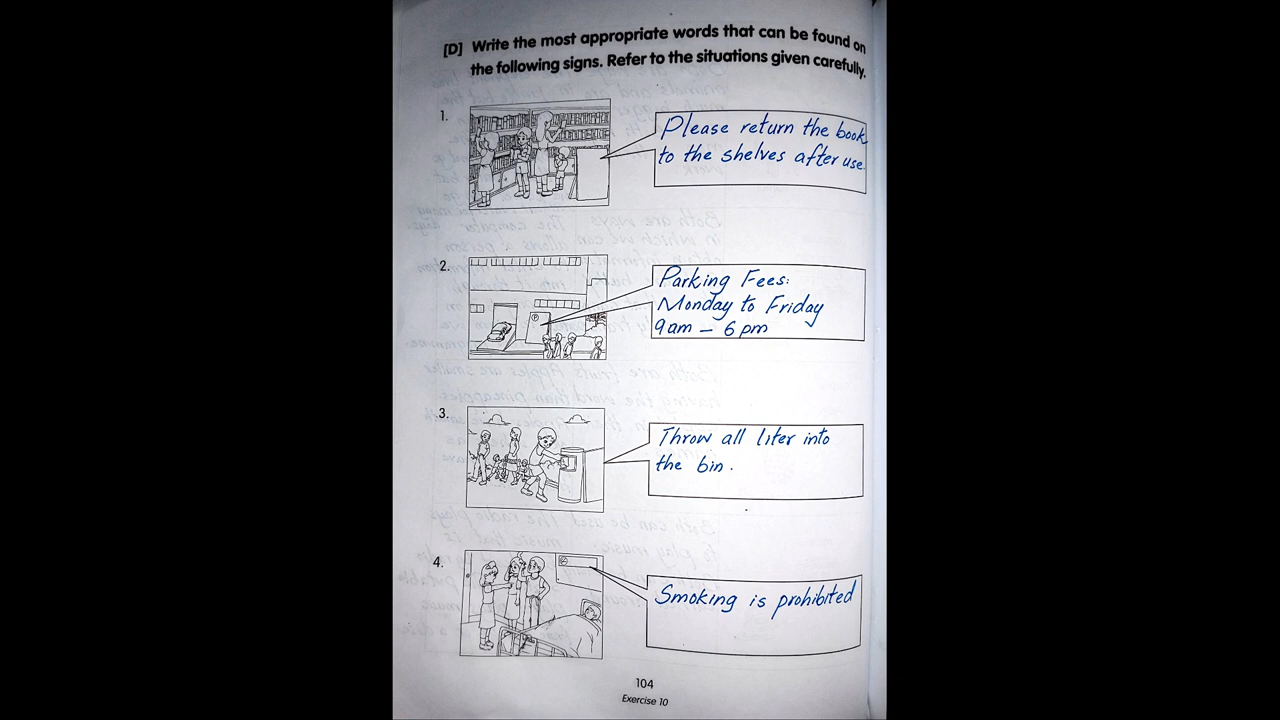 [D] Write the most appropriate words that can be found on
the following signs. Refer to the situations given carefully.
1.
Please return the book
to the shelves after use.
2.
Parking Fees:
Monday to Friday
9am – 6pm
3.
Throw all liter into
the bin.
4.
Smoking is prohibited
104
Exercise 10